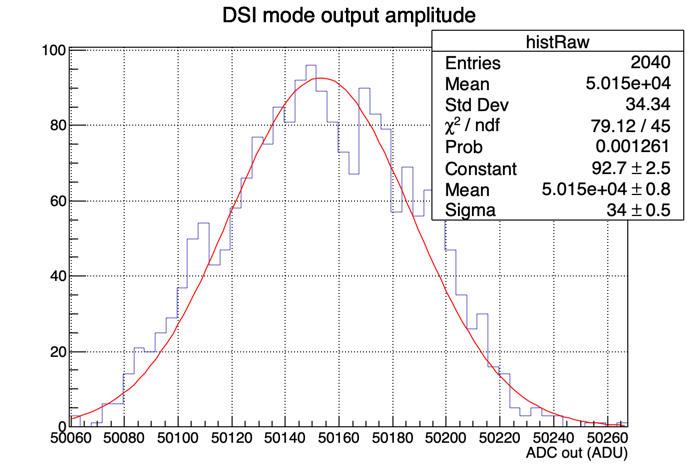 DSI mode output amplitude
histRaw
Entries 2040
Mean 5.015e+04
Std Dev 34.34
χ² / ndf 79.12 / 45
Prob 0.001261
Constant 92.7 ± 2.5
Mean 5.015e+04 ± 0.8
Sigma 34 ± 0.5
100
80
60
40
20
0
50060 50080 50100 50120 50140 50160 50180 50200 50220 50240 50260
ADC out (ADU)